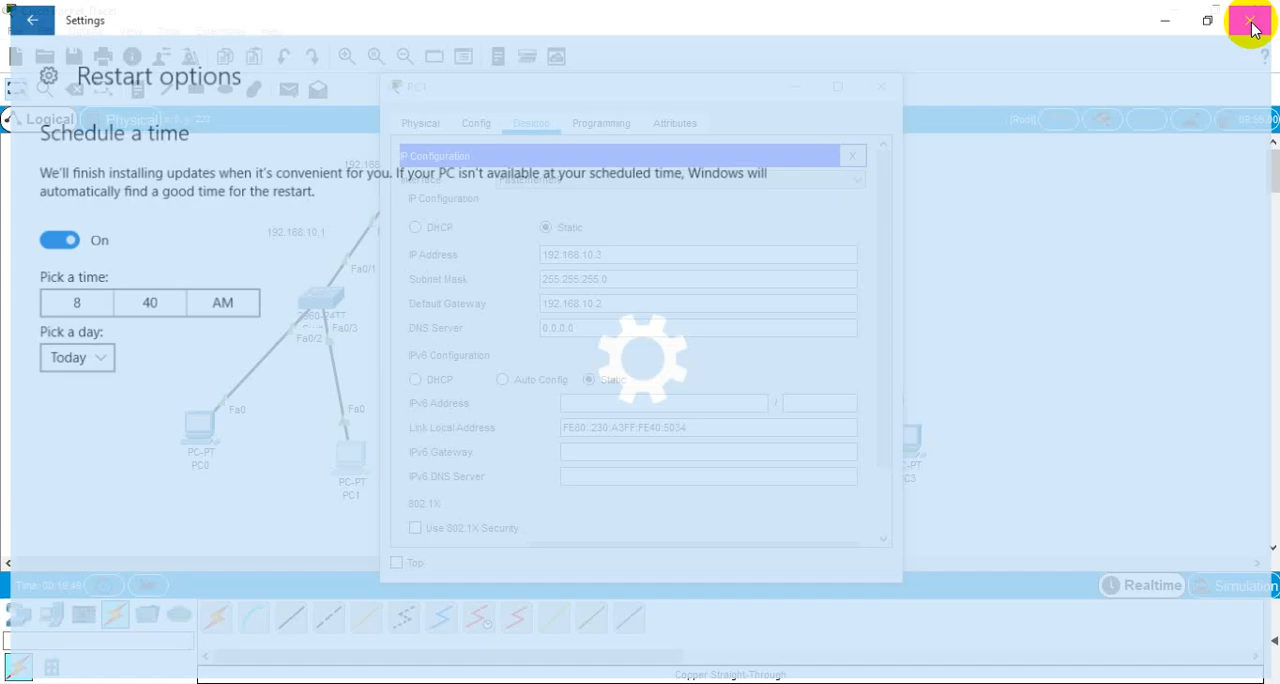 Settings
Restart options
Schedule a time
We'll finish installing updates when it's convenient for you. If your PC isn't available at your scheduled time, Windows will
automatically find a good time for the restart.
On
Pick a time:
8 40 AM
Pick a day:
Today
Logical
Physical
[Root]
PC1
Physical Config Desktop Programming Attributes
IP Configuration
X
IP Configuration
DHCP Static
IP Address 192.168.10.3
Subnet Mask 255.255.255.0
Default Gateway 192.168.10.2
DNS Server 0.0.0.0
IPv6 Configuration
DHCP Auto Config Static
IPv6 Address /
Link Local Address FE80::230:A3FF:FE40:5034
IPv6 Gateway
IPv6 DNS Server
802.1X
Use 802.1X Security
Top
192.168.10.1
Fa0/1
Fa0/3
Fa0/2
Fa0
Fa0
PC-PT
PC0
PC-PT
PC1
PC3
Realtime
Simulation
Copper Straight-Through